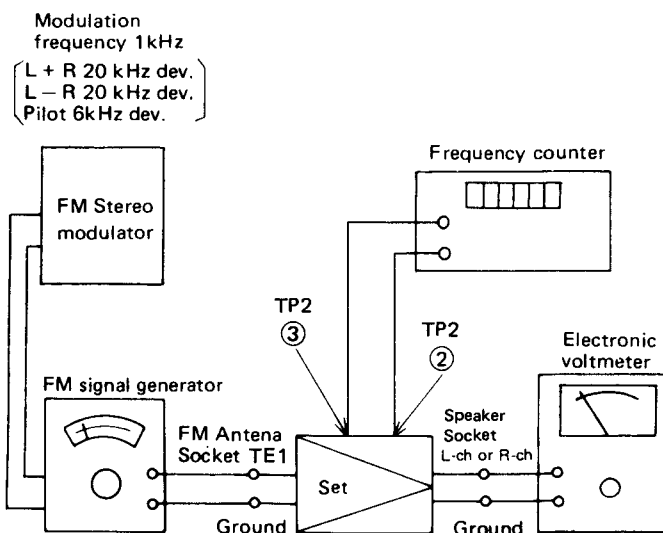 Modulation
frequency 1kHz
L + R 20 kHz dev.
L − R 20 kHz dev.
Pilot 6kHz dev.
FM Stereo
modulator
Frequency counter
TP2
③
TP2
②
Electronic
voltmeter
FM signal generator
FM Antena
Socket TE1
Ground
Set
Speaker
Socket
L-ch or R-ch
Ground